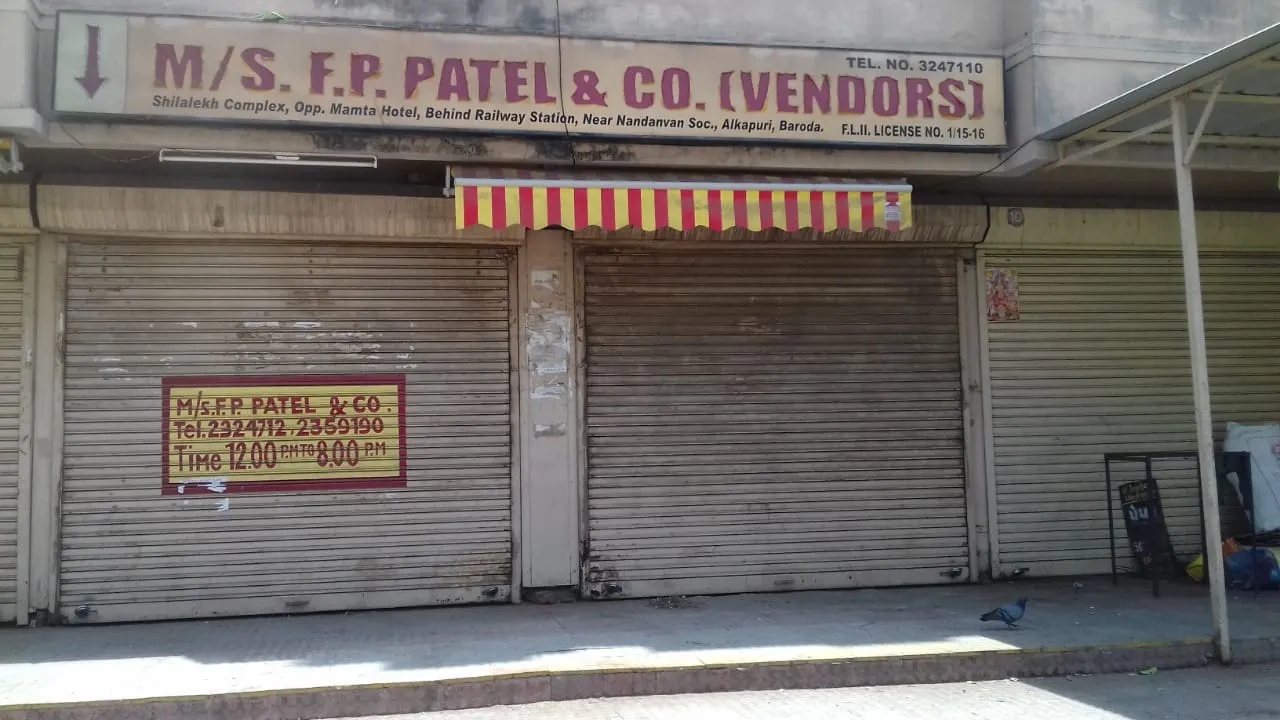 M/S. F.P. PATEL & CO. (VENDORS)
TEL. NO. 3247110
Shilalekh Complex, Opp. Mamta Hotel, Behind Railway Station, Near Nandanvan Soc., Alkapuri, Baroda.
F.L.II. LICENSE NO. 1/15-16
10
M/s.F.P. PATEL & CO.
Tel.2324712.2359190
Time 12.00 P.M TO 8.00 P.M